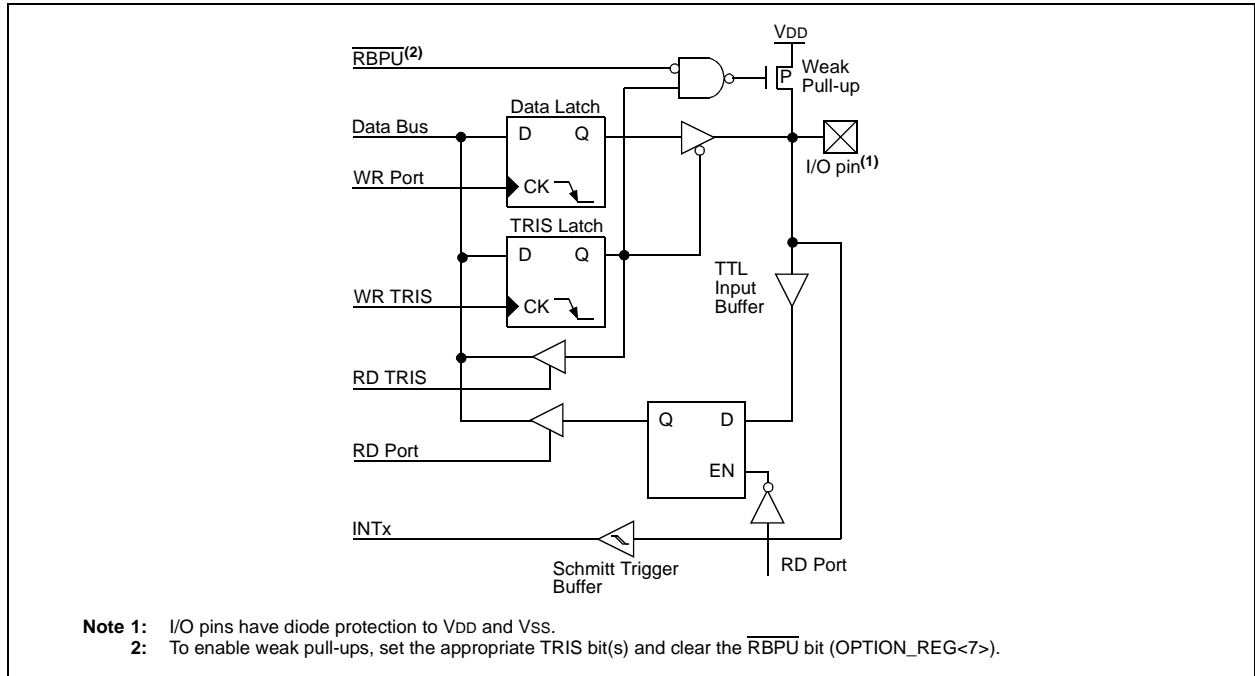 VDD
RBPU(2)
P
Weak
Pull-up
Data Latch
Data Bus
D
Q
I/O pin(1)
WR Port
CK
TRIS Latch
D
Q
TTL
Input
Buffer
WR TRIS
CK
RD TRIS
Q
D
RD Port
EN
INTx
Schmitt Trigger
Buffer
RD Port
Note 1: I/O pins have diode protection to VDD and VSS.
2: To enable weak pull-ups, set the appropriate TRIS bit(s) and clear the RBPU bit (OPTION_REG<7>).